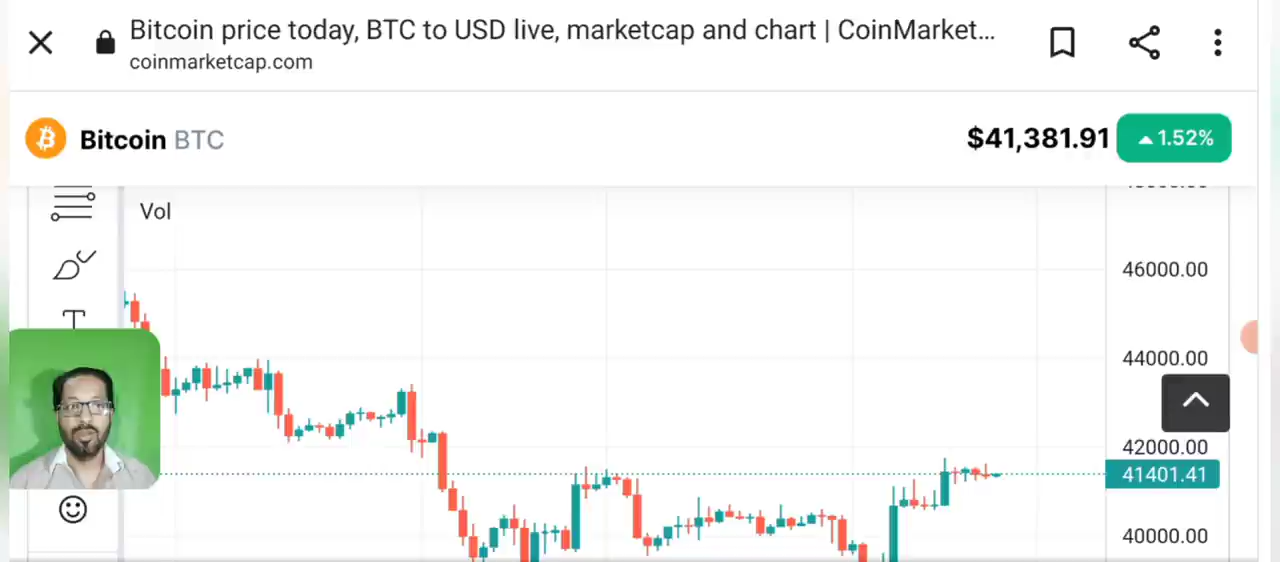 Bitcoin price today, BTC to USD live, marketcap and chart | CoinMarket...
coinmarketcap.com
Bitcoin BTC
$41,381.91
1.52%
Vol
T
46000.00
44000.00
42000.00
41401.41
40000.00